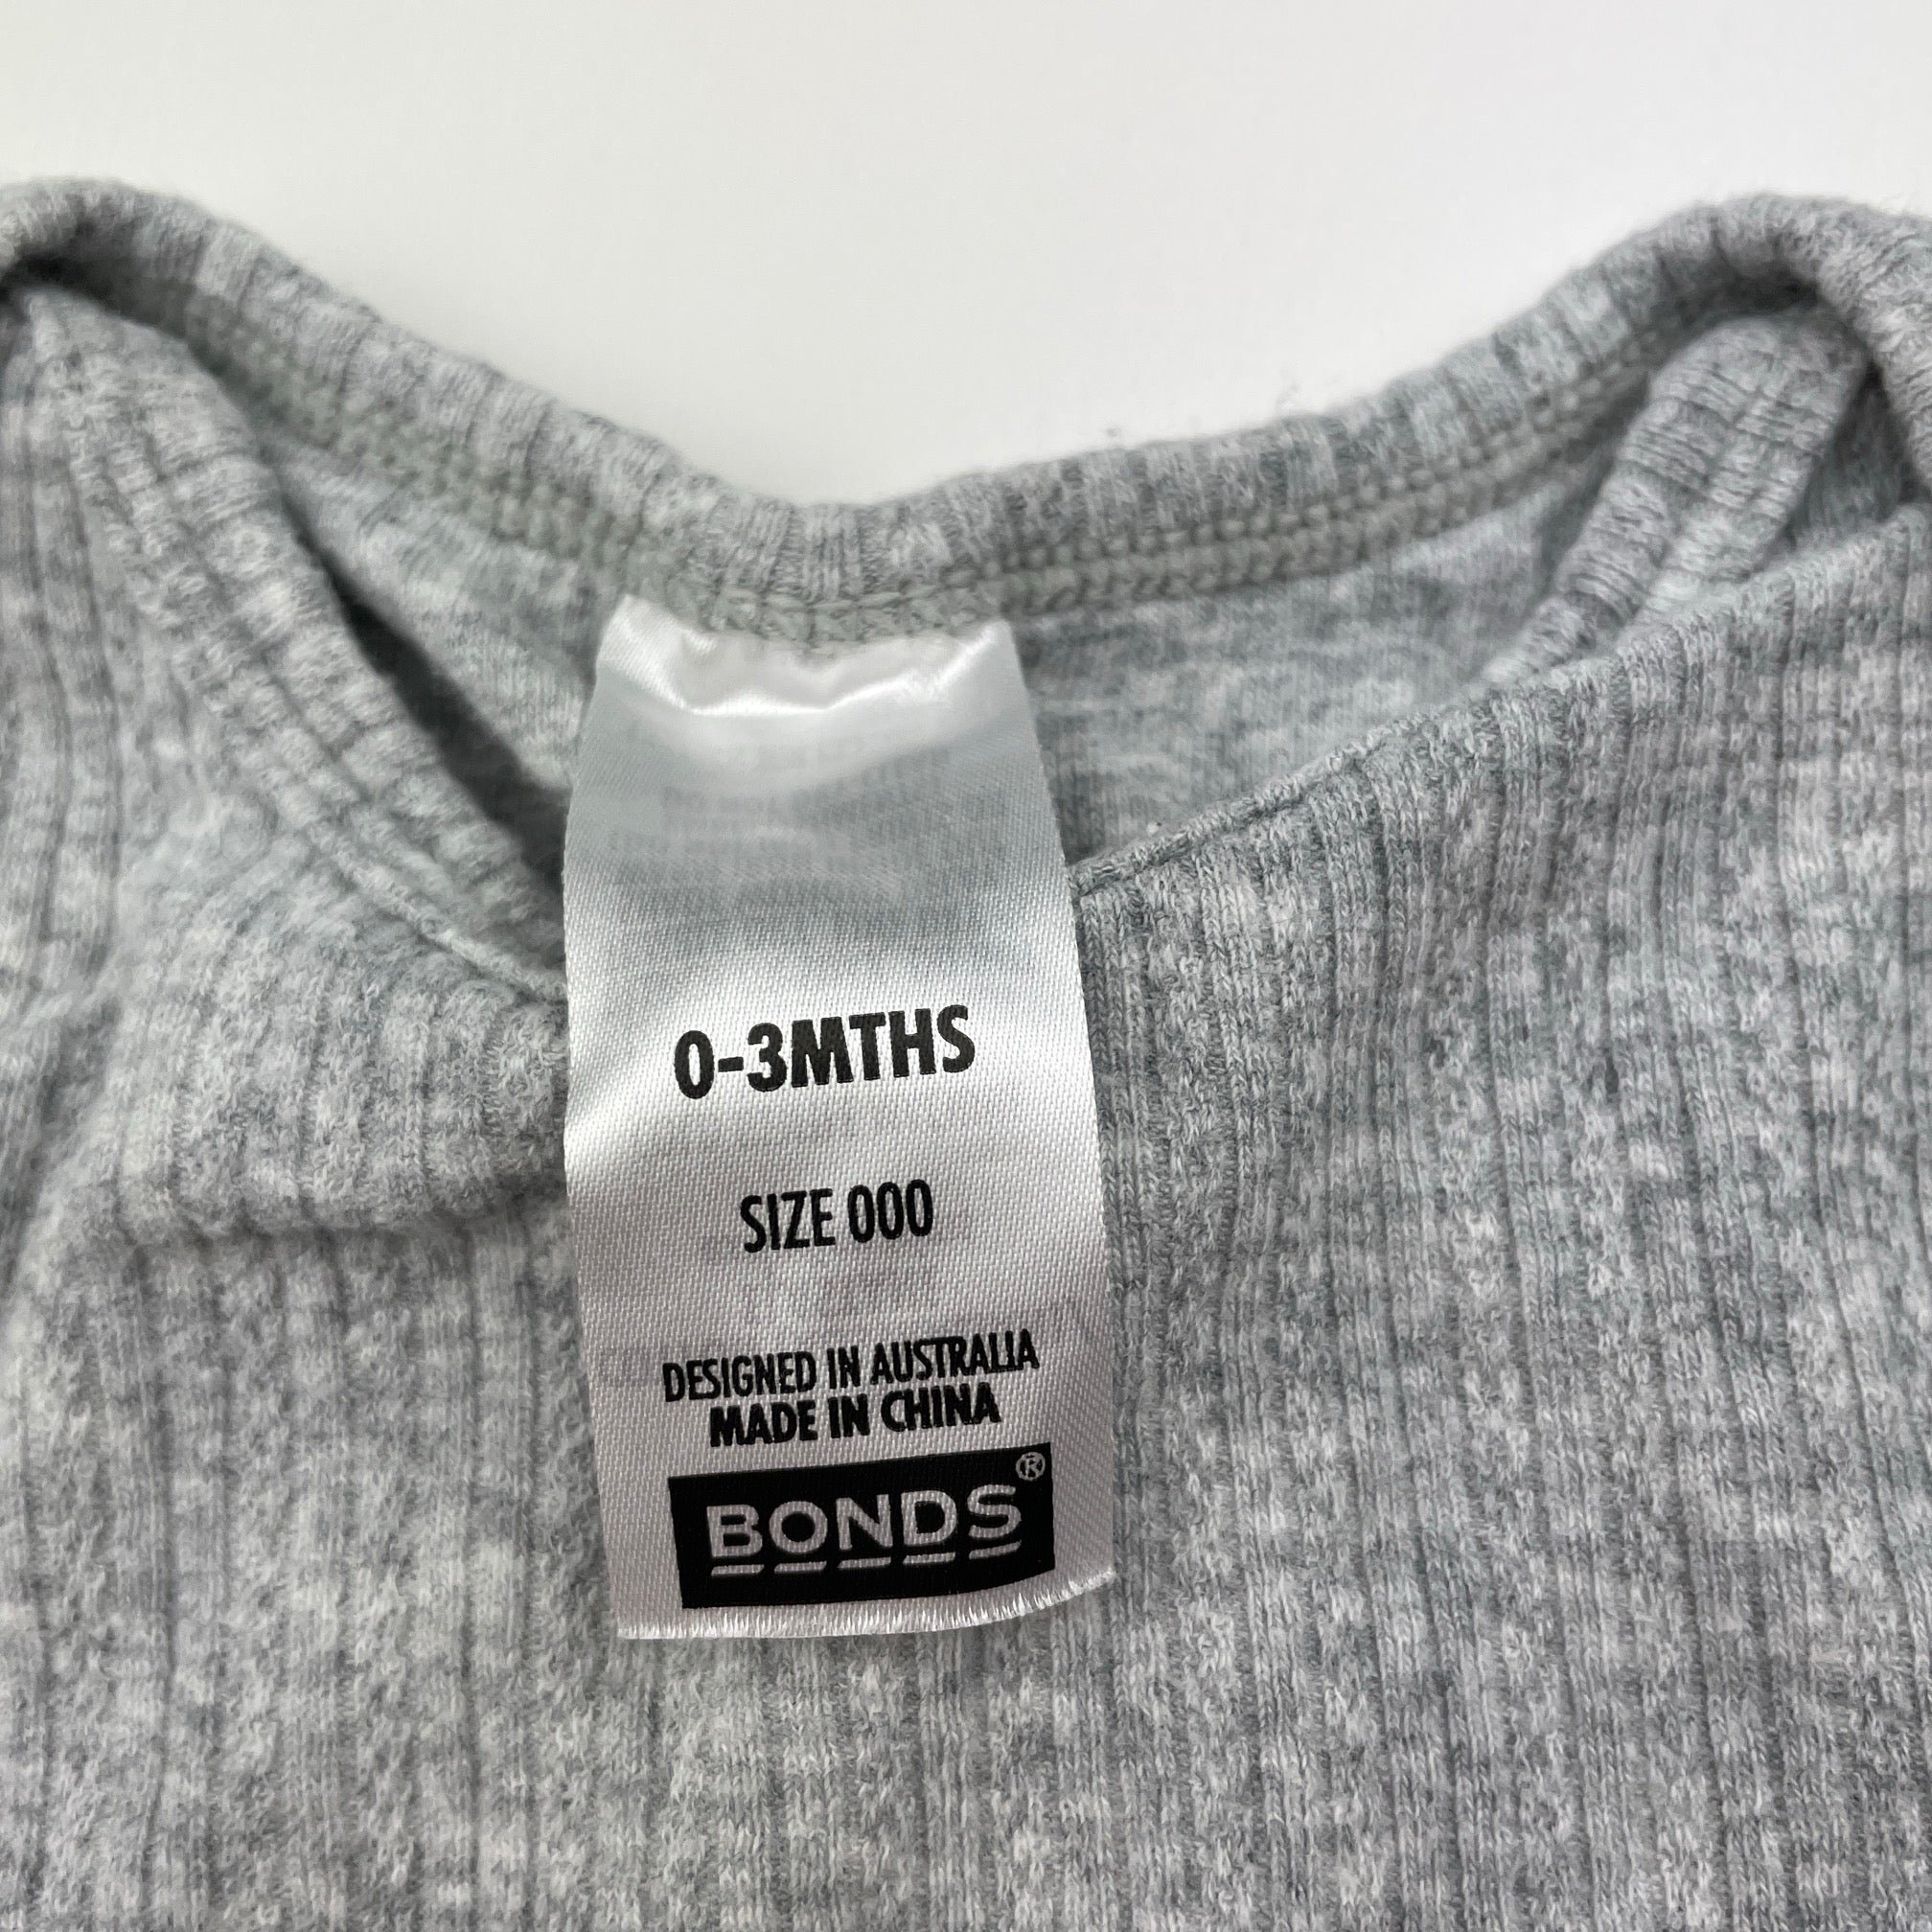 0-3MTHS
SIZE 000
DESIGNED IN AUSTRALIA
MADE IN CHINA
BONDS®